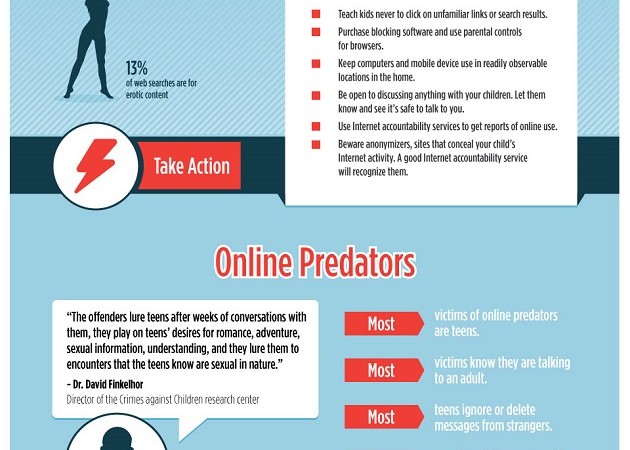 13%
of web searches are for
erotic content
Teach kids never to click on unfamiliar links or search results.
Purchase blocking software and use parental controls
for browsers.
Keep computers and mobile device use in readily observable
locations in the home.
Be open to discussing anything with your children. Let them
know and see it's safe to talk to you.
Use Internet accountability services to get reports of online use.
Beware anonymizers, sites that conceal your child's
Internet activity. A good Internet accountability service
will recognize them.
Take Action
Online Predators
“The offenders lure teens after weeks of conversations with
them, they play on teens’ desires for romance, adventure,
sexual information, understanding, and they lure them to
encounters that the teens know are sexual in nature.”
– Dr. David Finkelhor
Director of the Crimes against Children research center
Most victims of online predators
are teens.
Most victims know they are talking
to an adult.
Most teens ignore or delete
messages from strangers.